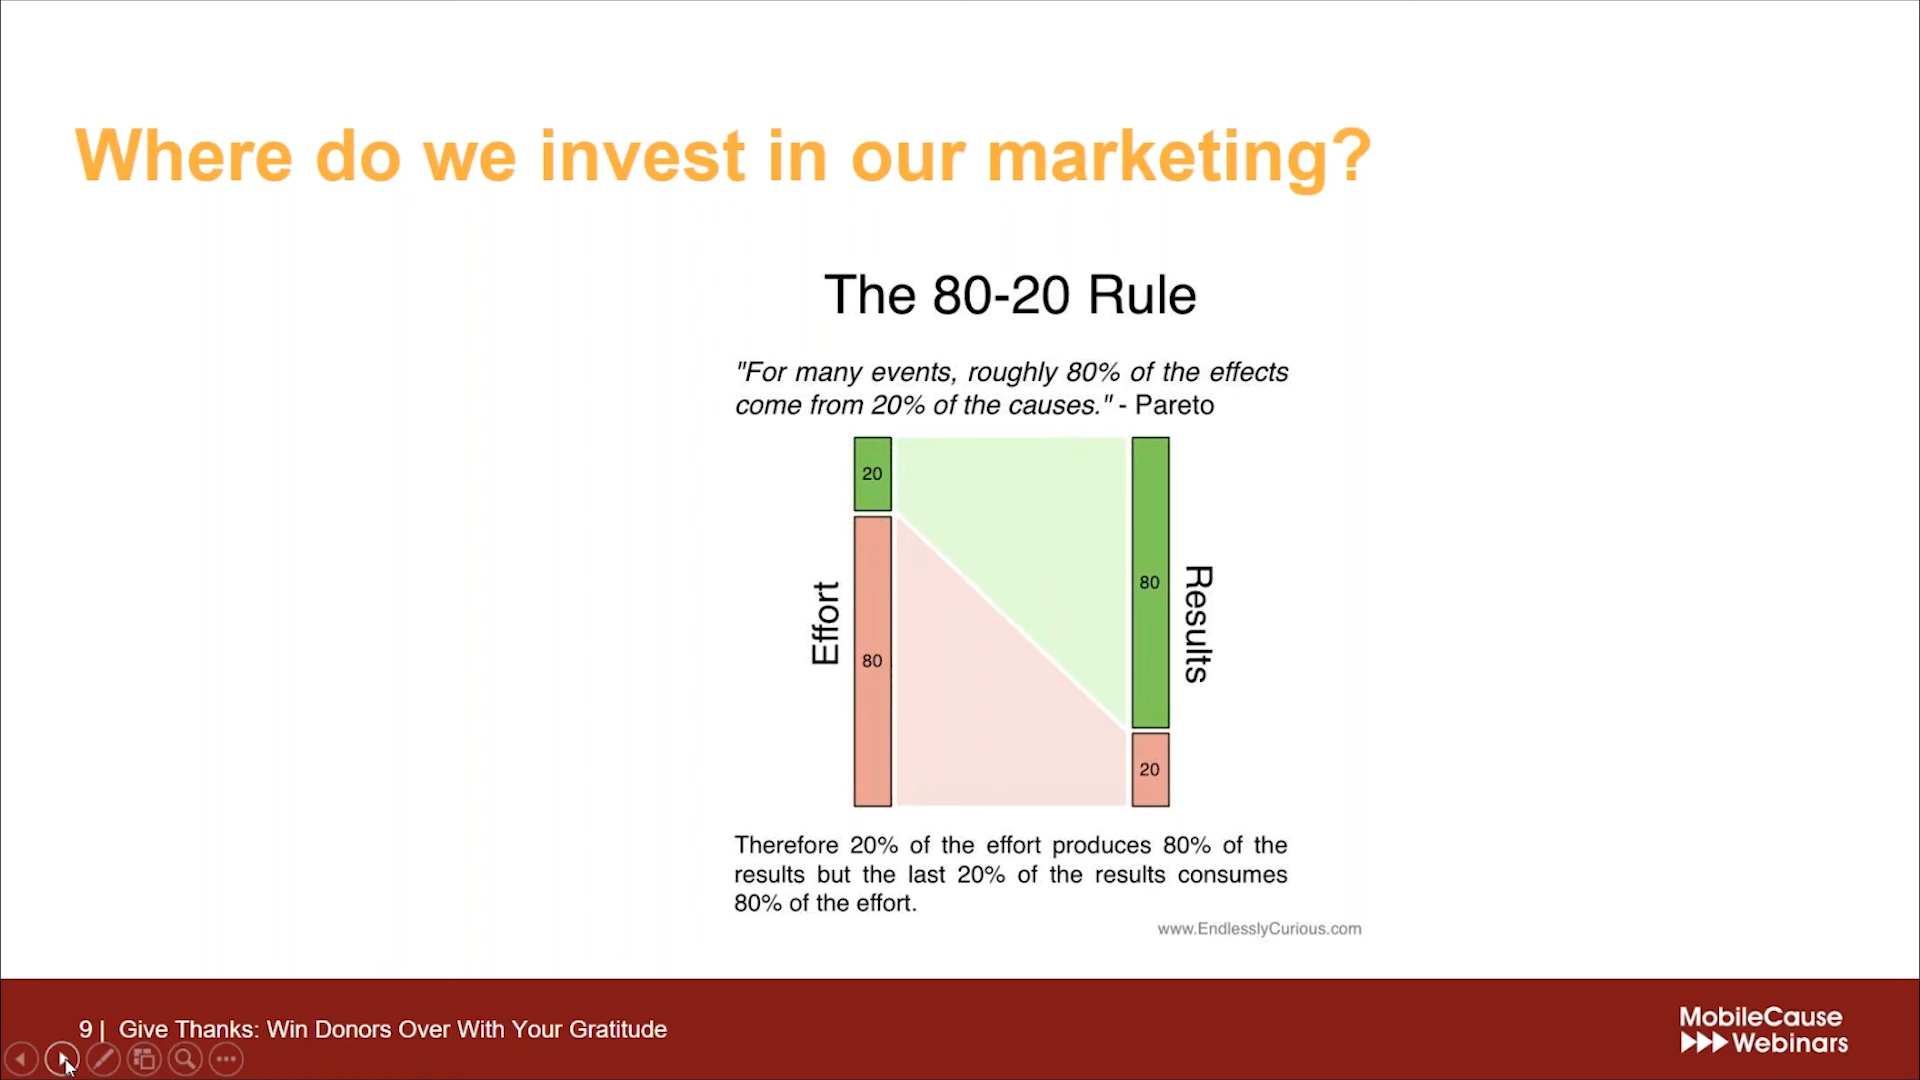 Where do we invest in our marketing?
The 80-20 Rule
"For many events, roughly 80% of the effects
come from 20% of the causes." - Pareto
20
80
Effort
80
20
Results
Therefore 20% of the effort produces 80% of the
results but the last 20% of the results consumes
80% of the effort.
www.EndlesslyCurious.com
9 | Give Thanks: Win Donors Over With Your Gratitude
MobileCause
Webinars